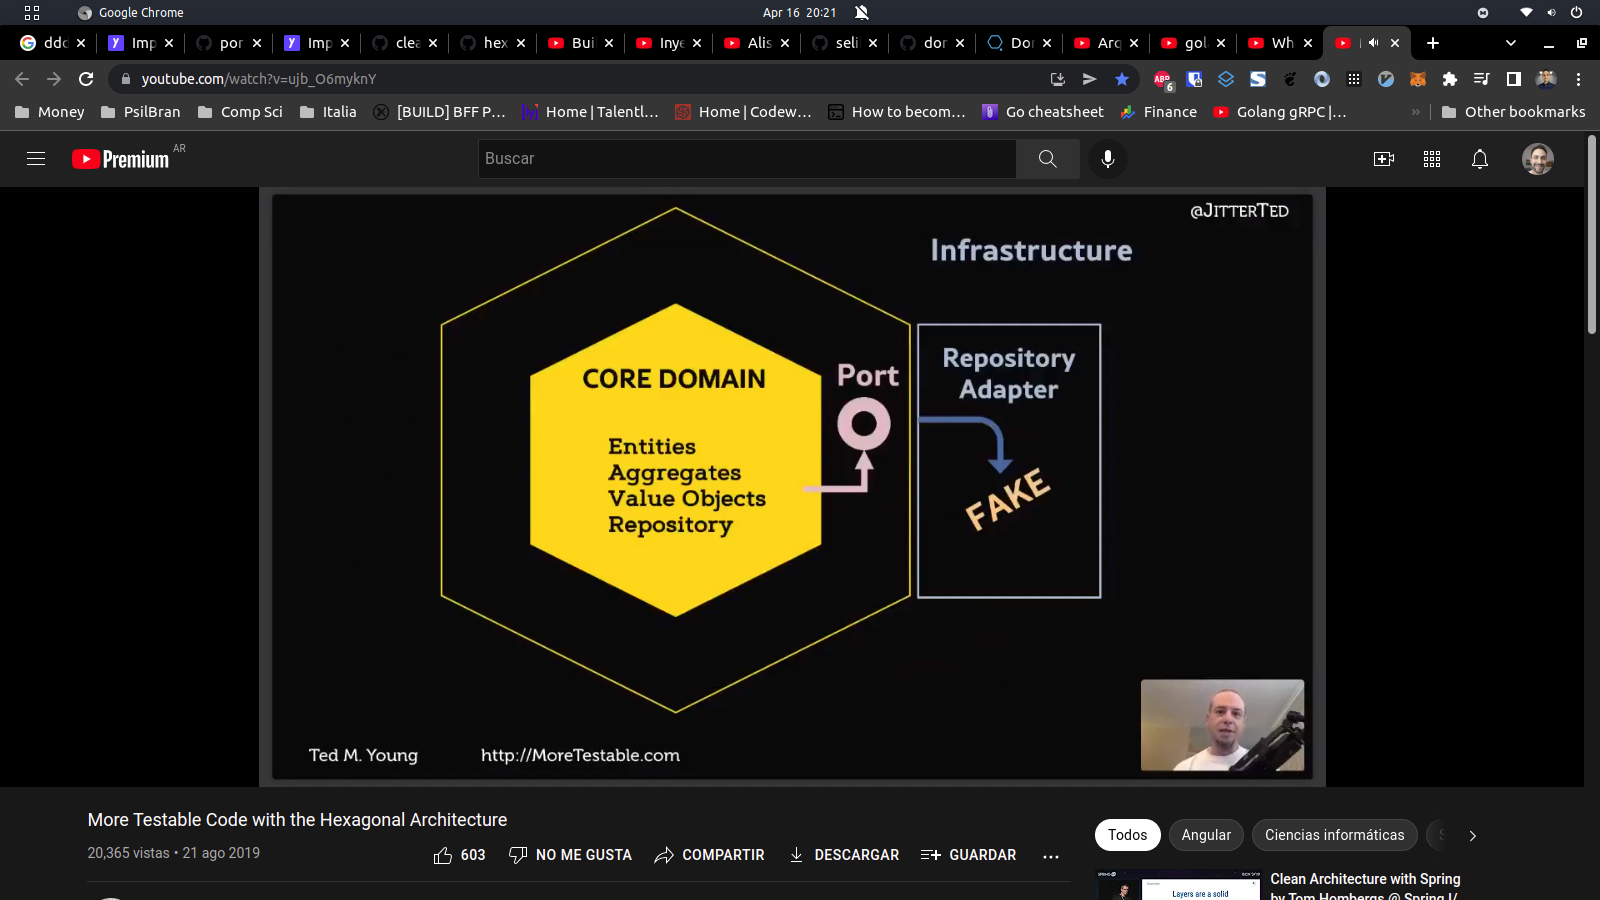 Google Chrome
Apr 16 20:21
ddd
Imp
por
Imp
clea
hex
Buil
Inye
Alis
seli
dor
Dor
Arq
gola
Wh
youtube.com/watch?v=ujb_O6myknY
6
Money
PsilBran
Comp Sci
Italia
[BUILD] BFF P...
Home | Talentl...
Home | Codew...
How to becom...
Go cheatsheet
Finance
Golang gRPC |...
»
Other bookmarks
Premium
AR
Buscar
@JITTERTED
Infrastructure
CORE DOMAIN
Entities
Aggregates
Value Objects
Repository
Port
Repository
Adapter
FAKE
Ted M. Young
http://MoreTestable.com
More Testable Code with the Hexagonal Architecture
20,365 vistas • 21 ago 2019
603
NO ME GUSTA
COMPARTIR
DESCARGAR
GUARDAR
Todos
Angular
Ciencias informáticas
Layers are a solid
Clean Architecture with Spring
by Tom Hombergs @ Spring I/